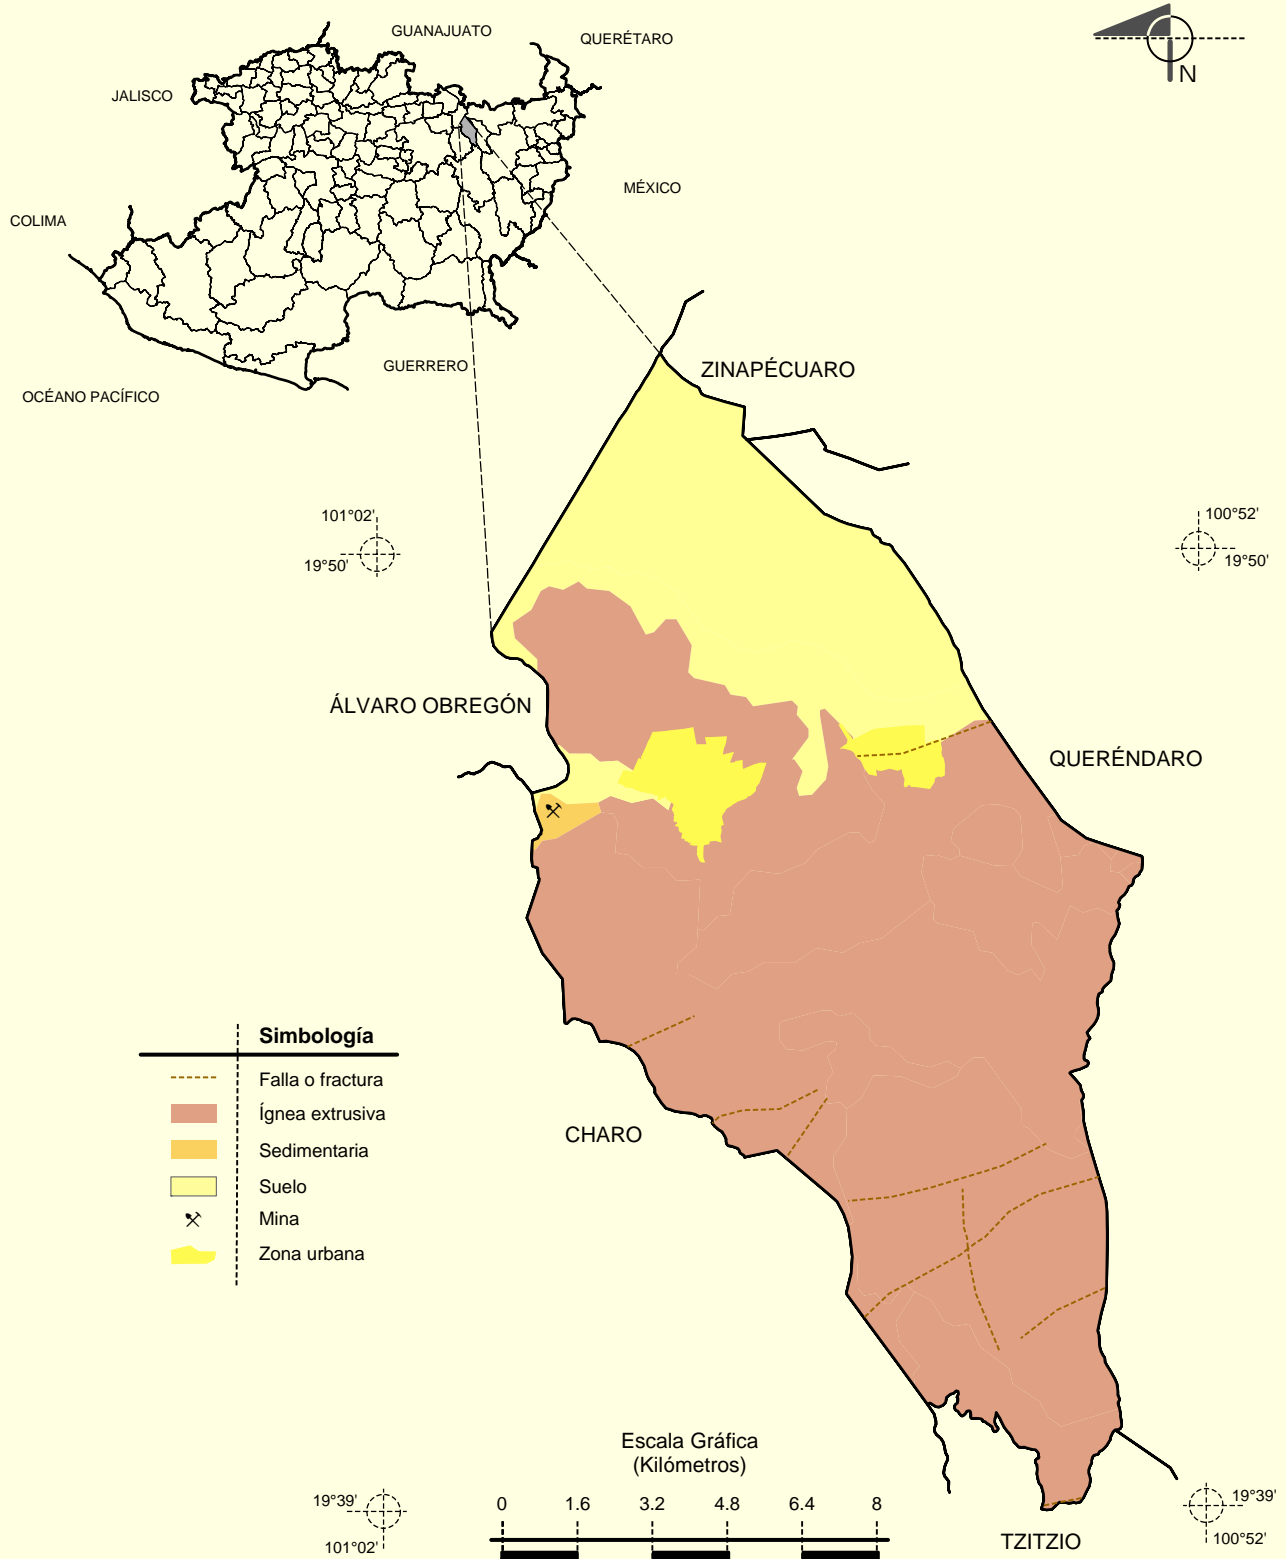 GUANAJUATO
QUERÉTARO
N
JALISCO
MÉXICO
COLIMA
GUERRERO
OCÉANO PACÍFICO
ZINAPÉCUARO
101°02'
19°50'
100°52'
19°50'
ÁLVARO OBREGÓN
QUERÉNDARO
Simbología
Falla o fractura
Ígnea extrusiva
Sedimentaria
Suelo
Mina
Zona urbana
CHARO
Escala Gráfica
(Kilómetros)
0 1.6 3.2 4.8 6.4 8
19°39'
101°02'
19°39'
100°52'
TZITZIO